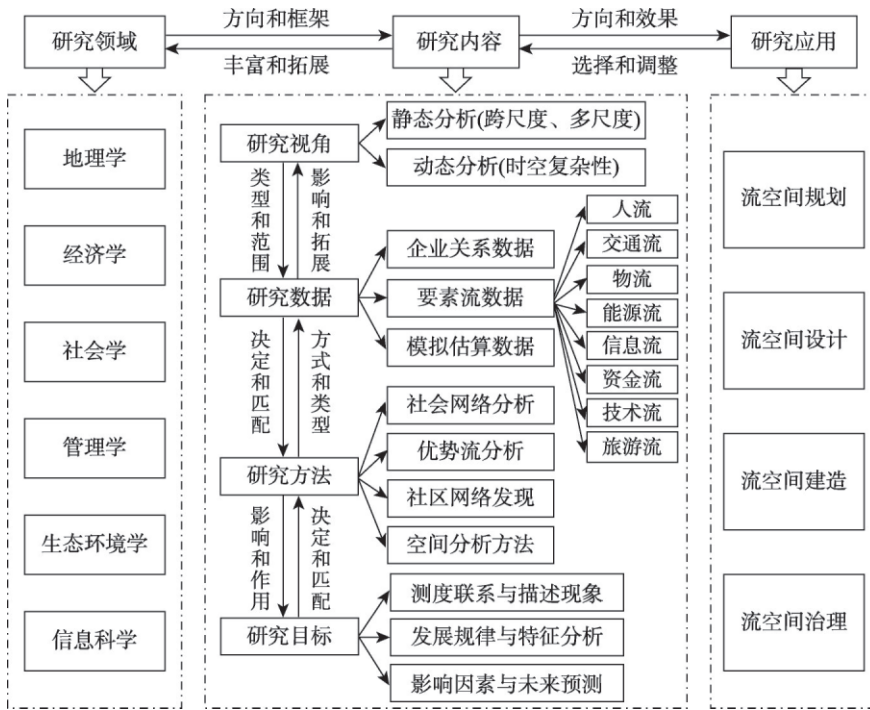 研究领域
方向和框架
丰富和拓展
研究内容
方向和效果
选择和调整
研究应用
地理学
经济学
社会学
管理学
生态环境学
信息科学
研究视角
静态分析(跨尺度、多尺度)
动态分析(时空复杂性)
类型和范围
影响和拓展
研究数据
企业关系数据
要素流数据
模拟估算数据
人流
交通流
物流
能源流
信息流
资金流
技术流
旅游流
决定和匹配
方式和类型
研究方法
社会网络分析
优势流分析
社区网络发现
空间分析方法
影响和作用
决定和匹配
研究目标
测度联系与描述现象
发展规律与特征分析
影响因素与未来预测
流空间规划
流空间设计
流空间建造
流空间治理